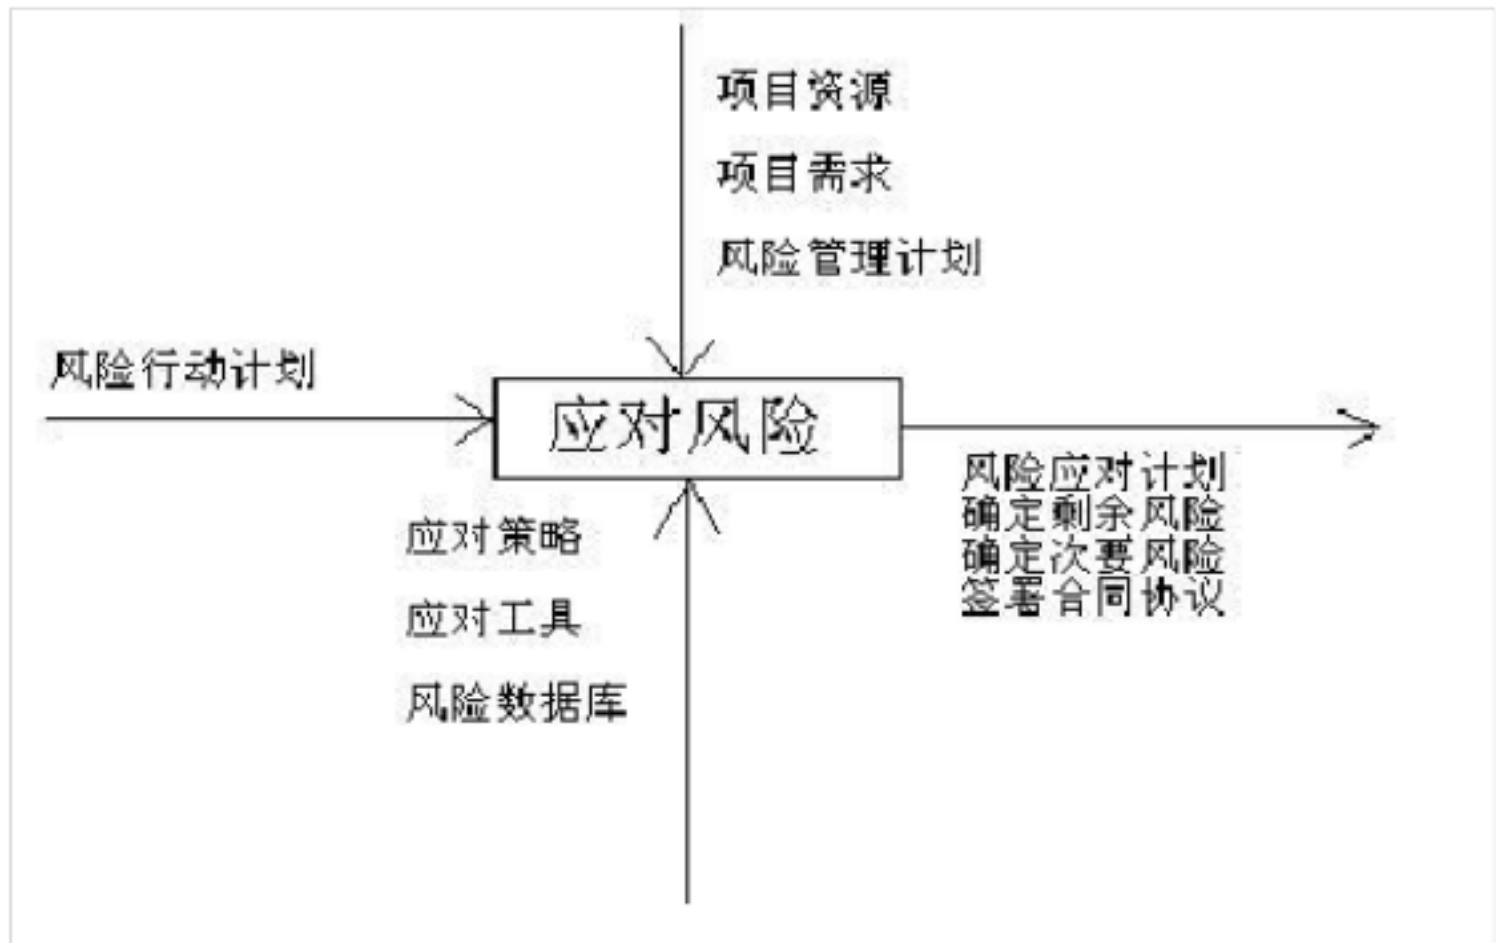 项目资源
项目需求
风险管理计划
风险行动计划
应对风险
风险应对计划
确定剩余风险
确定次要风险
签署合同协议
应对策略
应对工具
风险数据库